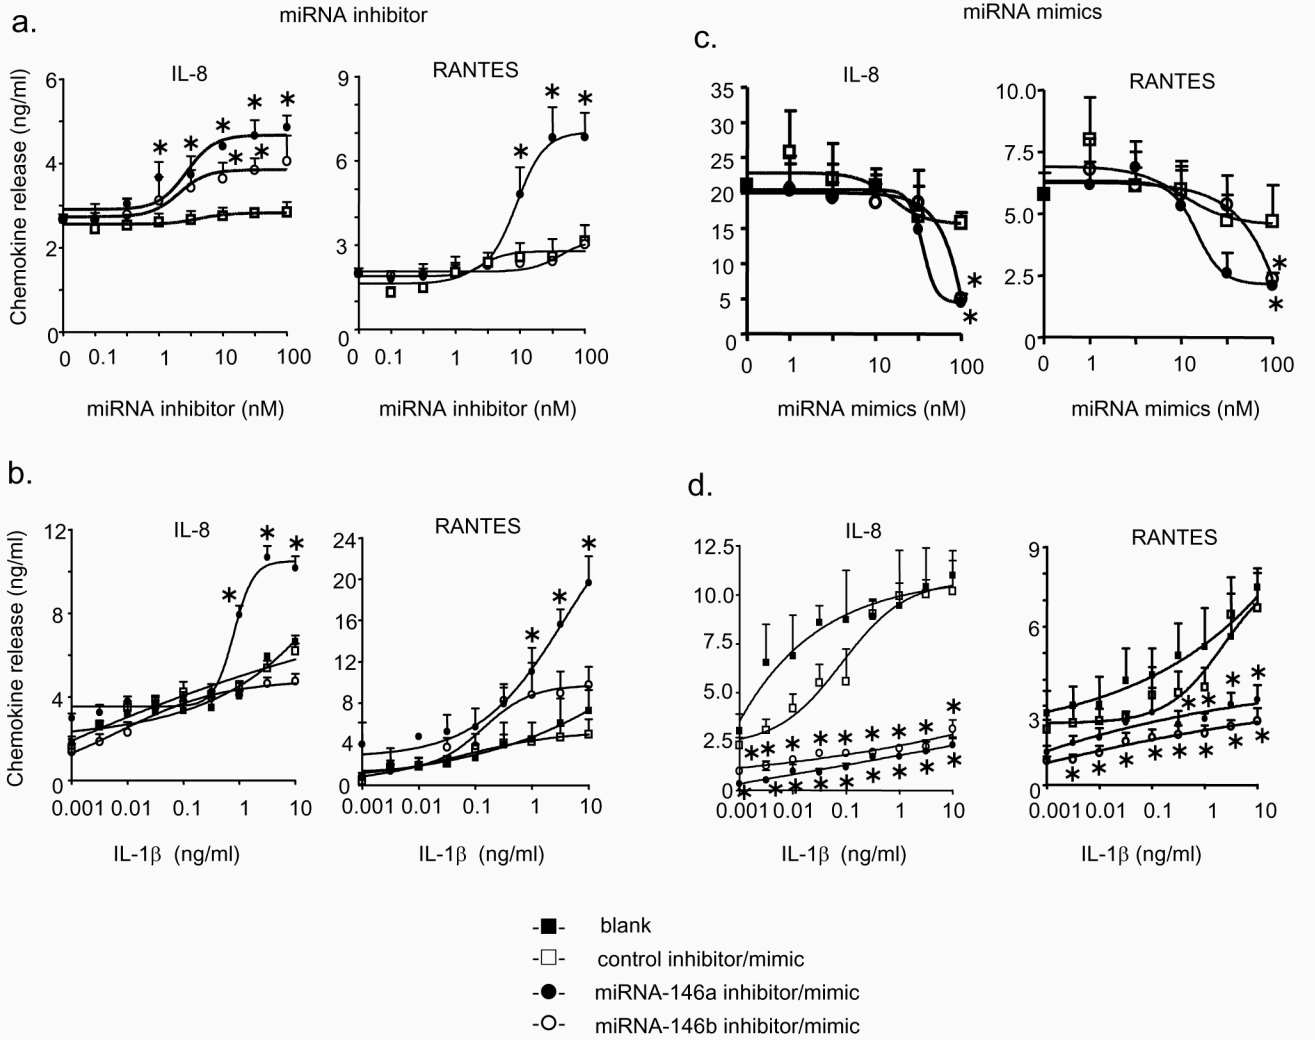 miRNA inhibitor
miRNA mimics
a.
IL-8
RANTES
Chemokine release (ng/ml)
6
4
2
0
0 0.1 1 10 100
miRNA inhibitor (nM)
9
6
3
0
0 0.1 1 10 100
miRNA inhibitor (nM)
c.
IL-8
RANTES
35
30
25
20
15
10
5
0
0 1 10 100
miRNA mimics (nM)
10.0
7.5
5.0
2.5
0
0 1 10 100
miRNA mimics (nM)
b.
IL-8
RANTES
Chemokine release (ng/ml)
12
8
4
0
0.001 0.01 0.1 1 10
IL-1β (ng/ml)
24
20
16
12
8
4
0
0.001 0.01 0.1 1 10
IL-1β (ng/ml)
d.
IL-8
RANTES
12.5
10.0
7.5
5.0
2.5
0
0.001 0.01 0.1 1 10
IL-1β (ng/ml)
9
6
3
0
0.001 0.01 0.1 1 10
IL-1β (ng/ml)
blank
control inhibitor/mimic
miRNA-146a inhibitor/mimic
miRNA-146b inhibitor/mimic